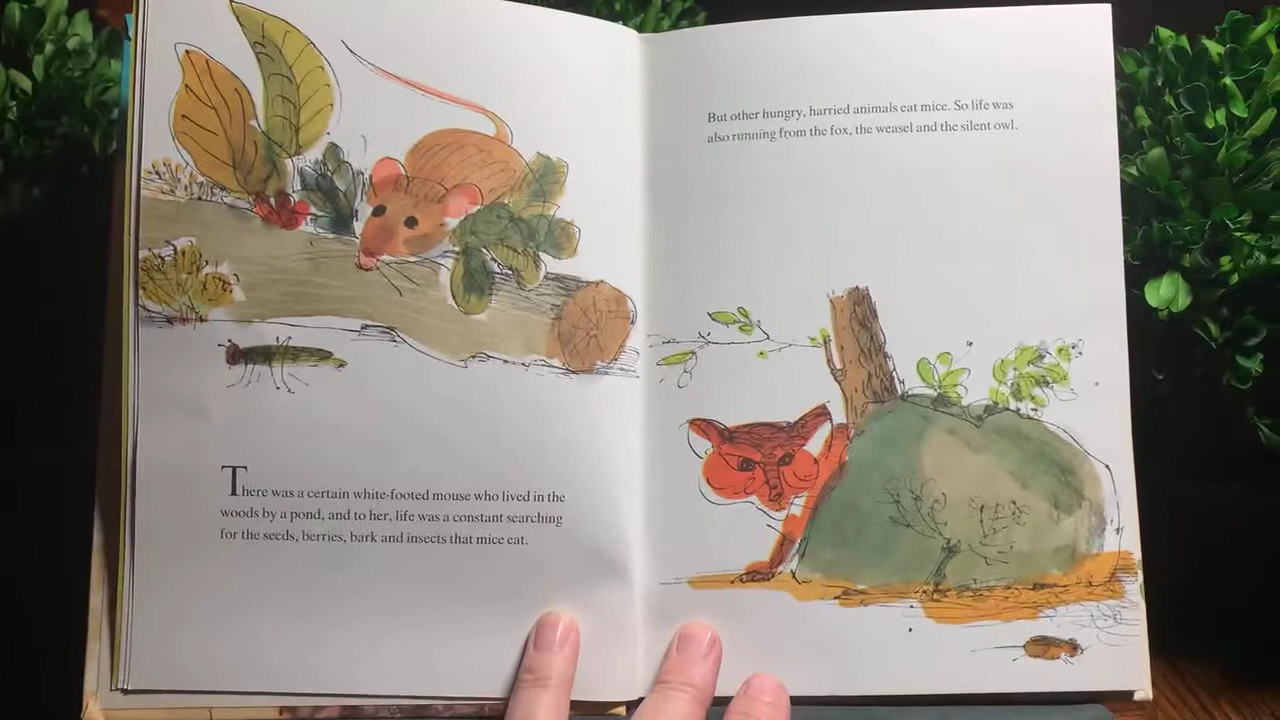 There was a certain white-footed mouse who lived in the
woods by a pond, and to her, life was a constant searching
for the seeds, berries, bark and insects that mice eat.
But other hungry, harried animals eat mice. So life was
also running from the fox, the weasel and the silent owl.